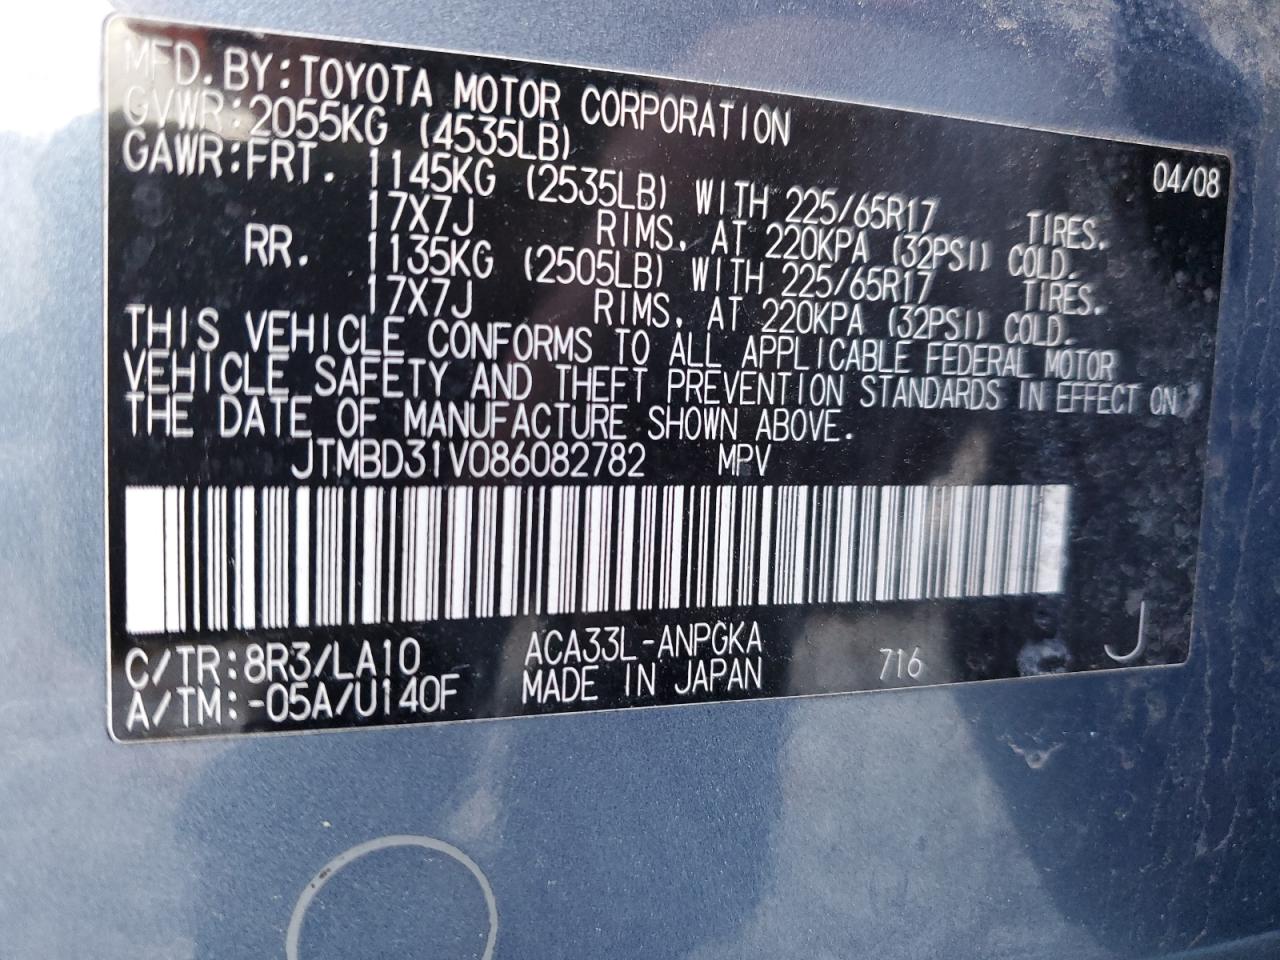 MFD. BY: TOYOTA MOTOR CORPORATION 04/08
GVWR: 2055KG (4535LB)
GAWR: FRT. 1145KG (2535LB) WITH 225/65R17 TIRES,
17X7J RIMS, AT 220KPA (32PSI) COLD.
RR. 1135KG (2505LB) WITH 225/65R17 TIRES,
17X7J RIMS, AT 220KPA (32PSI) COLD.
THIS VEHICLE CONFORMS TO ALL APPLICABLE FEDERAL MOTOR
VEHICLE SAFETY AND THEFT PREVENTION STANDARDS IN EFFECT ON
THE DATE OF MANUFACTURE SHOWN ABOVE.
JTMBD31V086082782 MPV
C/TR: 8R3/LA10 ACA33L-ANPGKA 716 J
A/TM: -05A/U140F MADE IN JAPAN